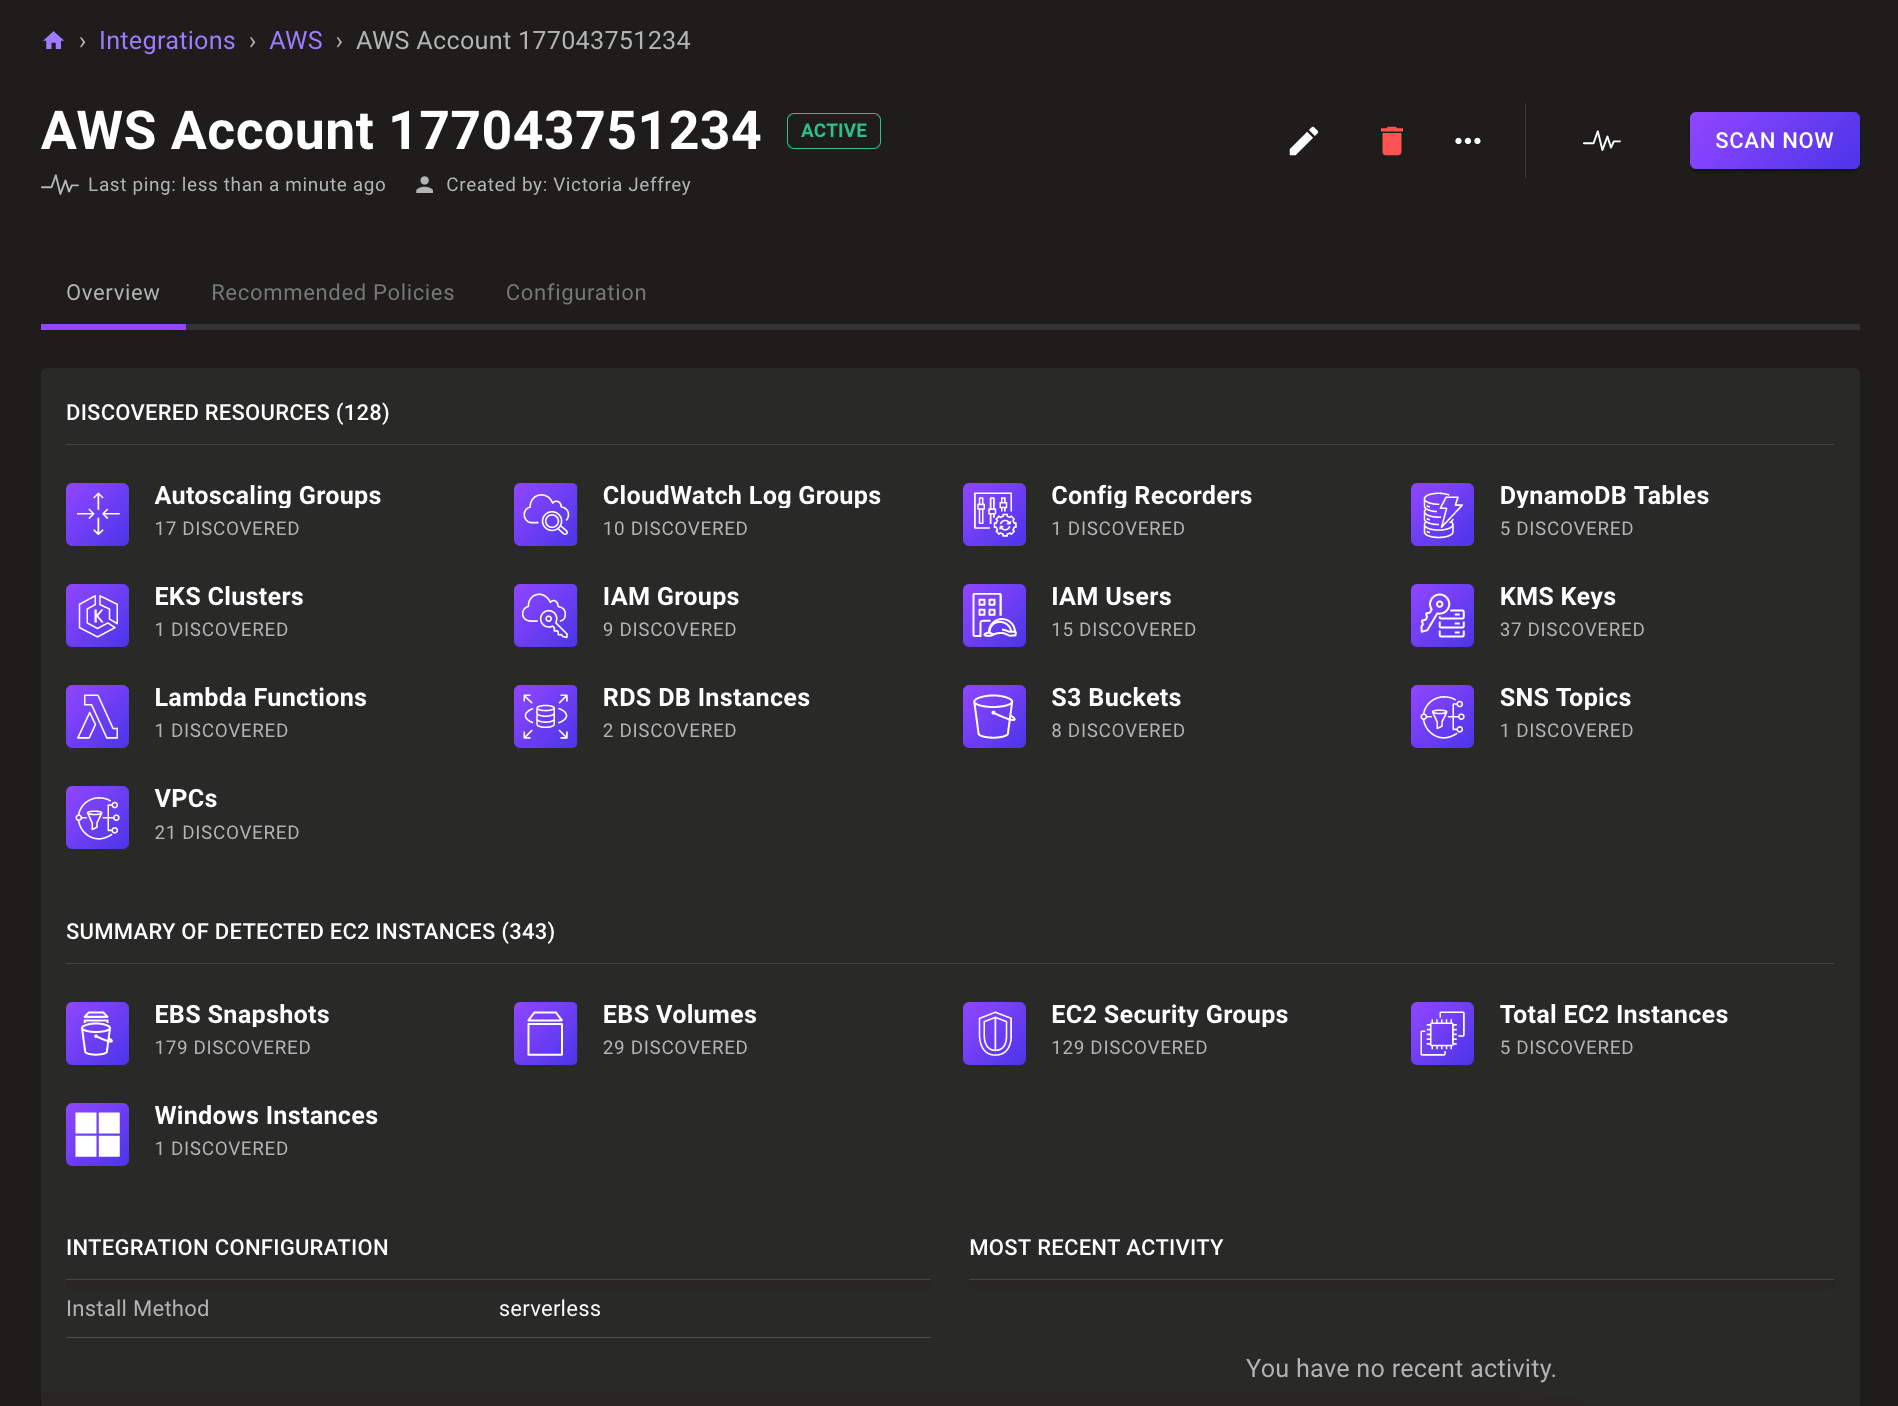 › Integrations › AWS › AWS Account 177043751234
AWS Account 177043751234 ACTIVE
SCAN NOW
Last ping: less than a minute ago Created by: Victoria Jeffrey
Overview Recommended Policies Configuration
DISCOVERED RESOURCES (128)
Autoscaling Groups
17 DISCOVERED
CloudWatch Log Groups
10 DISCOVERED
Config Recorders
1 DISCOVERED
DynamoDB Tables
5 DISCOVERED
EKS Clusters
1 DISCOVERED
IAM Groups
9 DISCOVERED
IAM Users
15 DISCOVERED
KMS Keys
37 DISCOVERED
Lambda Functions
1 DISCOVERED
RDS DB Instances
2 DISCOVERED
S3 Buckets
8 DISCOVERED
SNS Topics
1 DISCOVERED
VPCs
21 DISCOVERED
SUMMARY OF DETECTED EC2 INSTANCES (343)
EBS Snapshots
179 DISCOVERED
EBS Volumes
29 DISCOVERED
EC2 Security Groups
129 DISCOVERED
Total EC2 Instances
5 DISCOVERED
Windows Instances
1 DISCOVERED
INTEGRATION CONFIGURATION
Install Method serverless
MOST RECENT ACTIVITY
You have no recent activity.